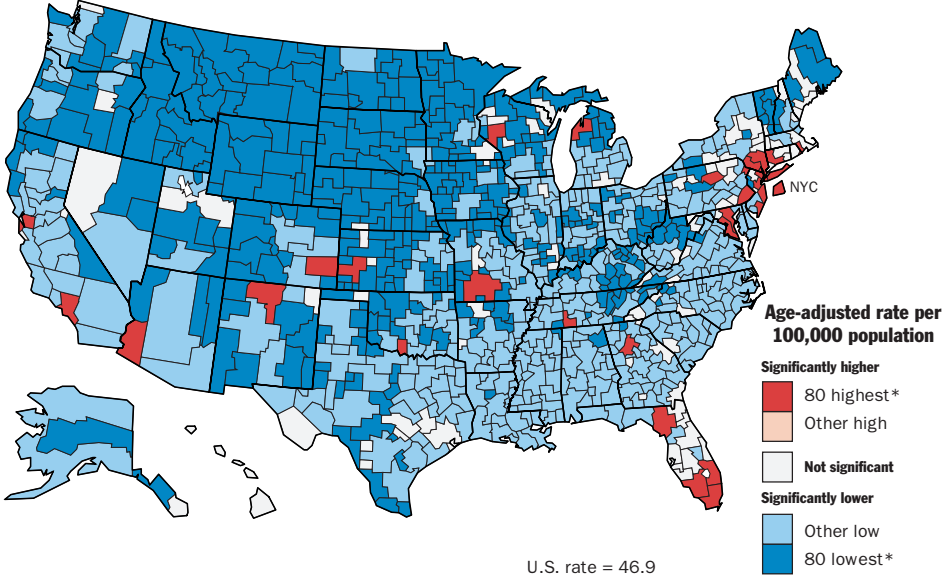 NYC
Age-adjusted rate per
100,000 population
Significantly higher
80 highest*
Other high
Not significant
Significantly lower
Other low
80 lowest*
U.S. rate = 46.9